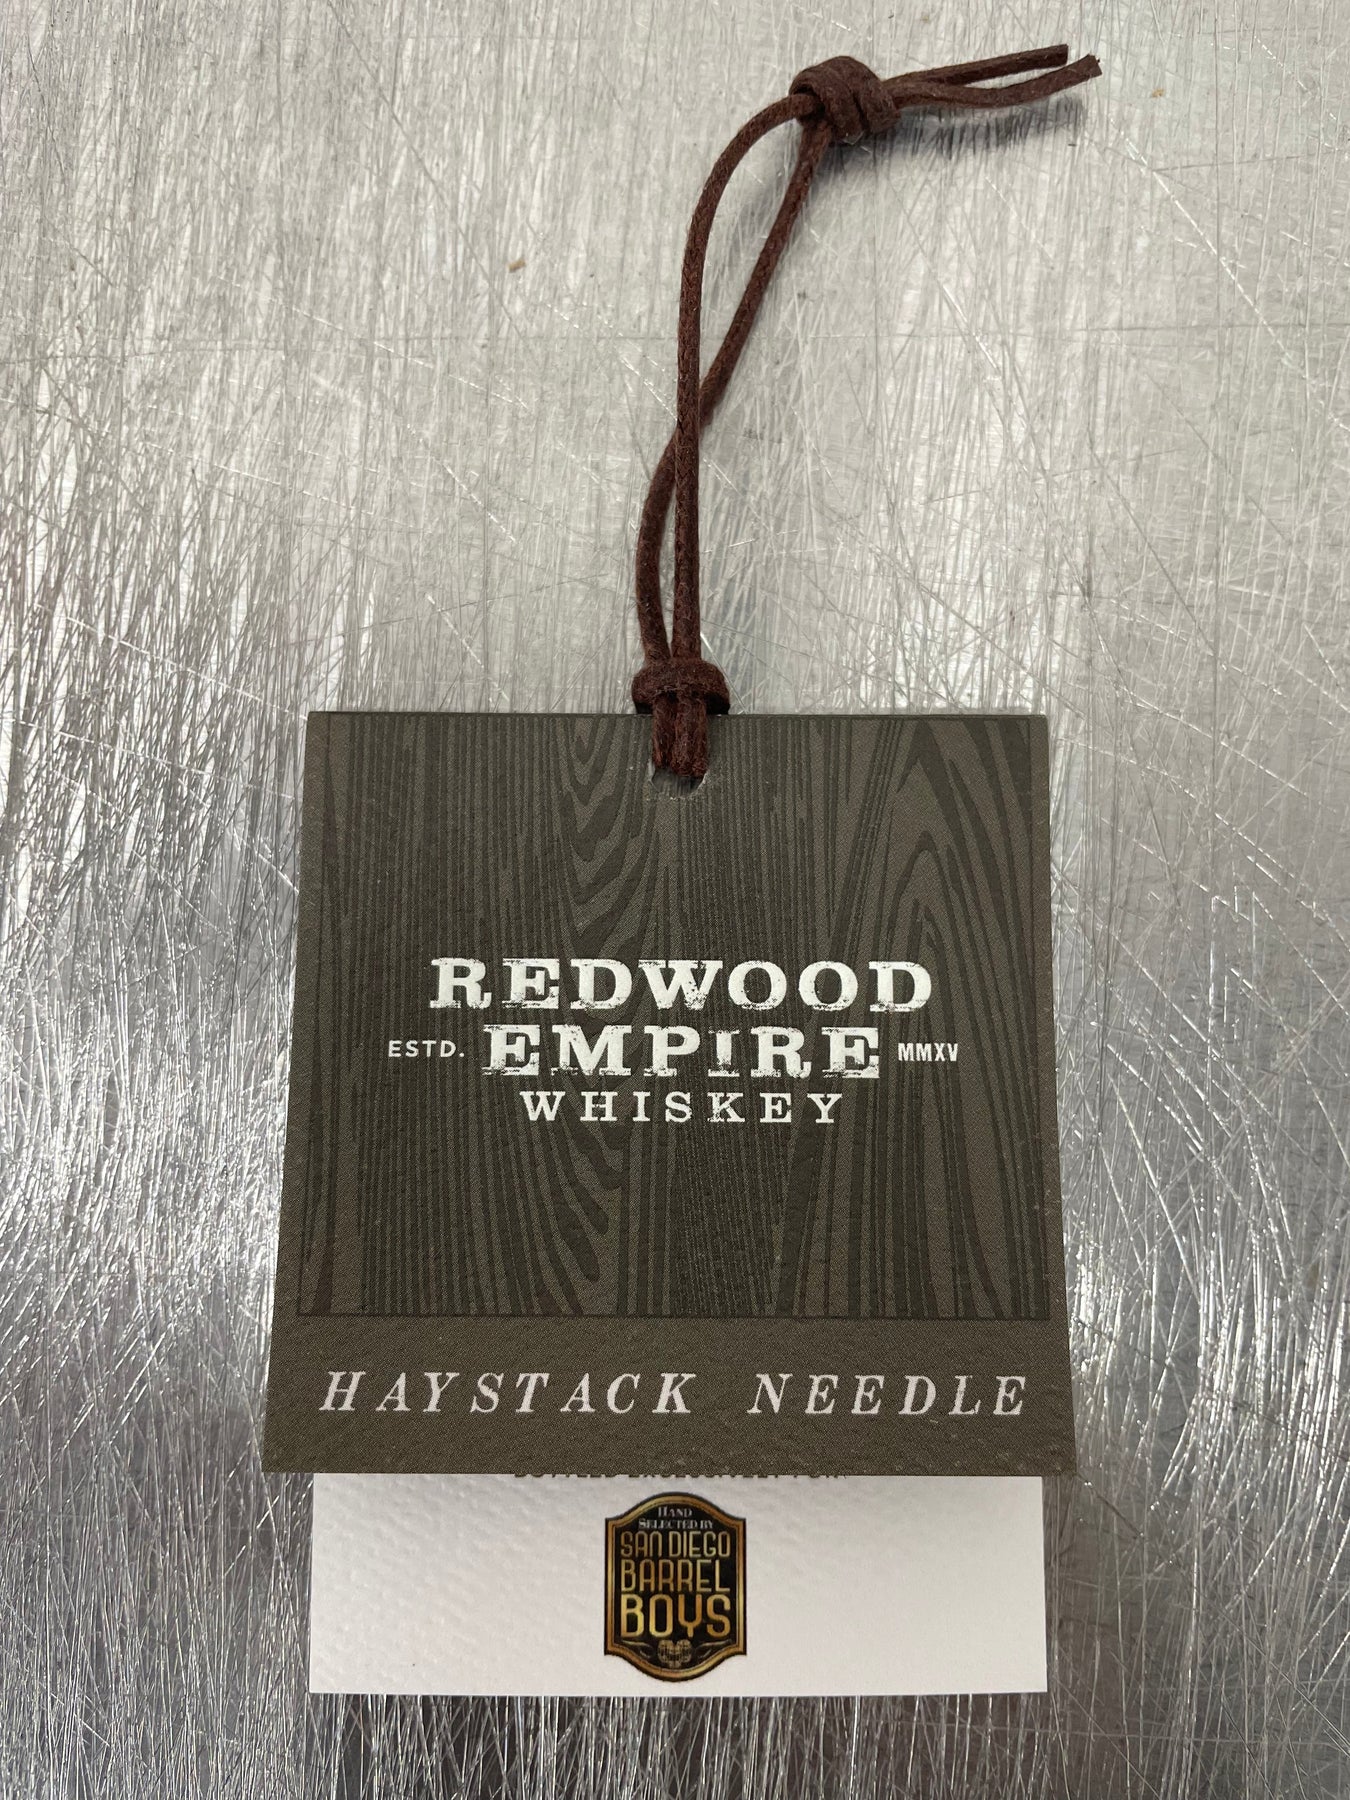 REDWOOD
ESTD. EMPIRE MMXV
WHISKEY
HAYSTACK NEEDLE
HAND
SELECTED BY
SAN DIEGO
BARREL
BOYS